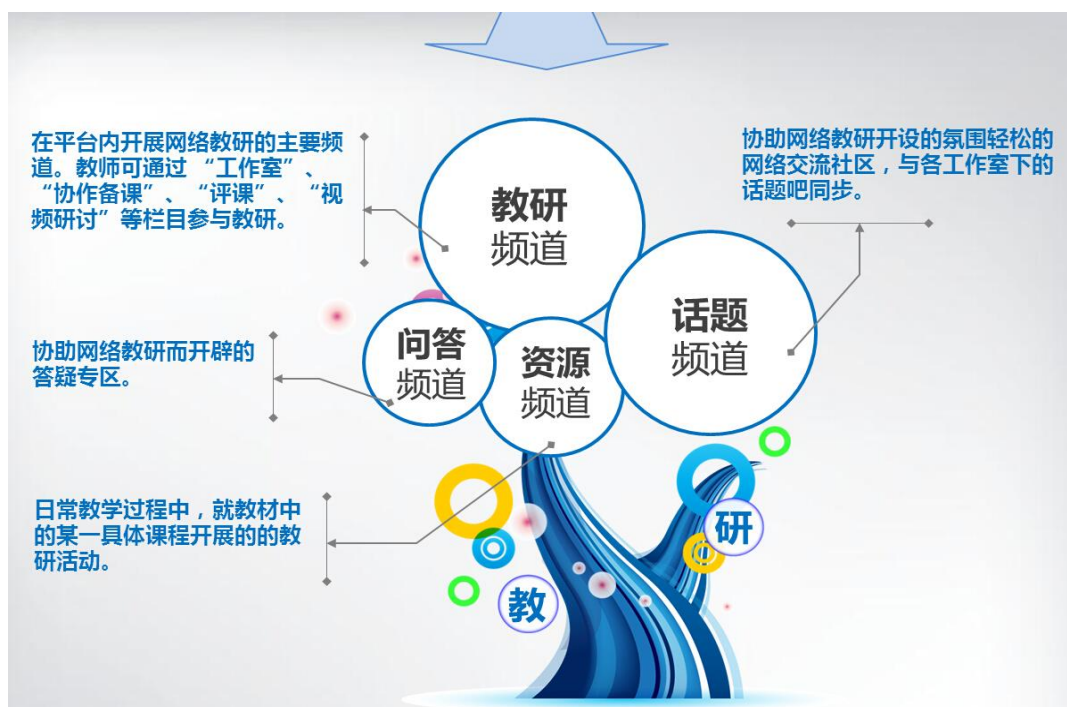 在平台内开展网络教研的主要频
道。教师可通过 “工作室”、
“协作备课”、 “评课”、 “视
频研讨”等栏目参与教研。
协助网络教研开设的氛围轻松的
网络交流社区，与各工作室下的
话题吧同步。
教研
频道
话题
频道
问答
频道
资源
频道
协助网络教研而开辟的
答疑专区。
日常教学过程中，就教材中
的某一具体课程开展的的教
研活动。
研
教